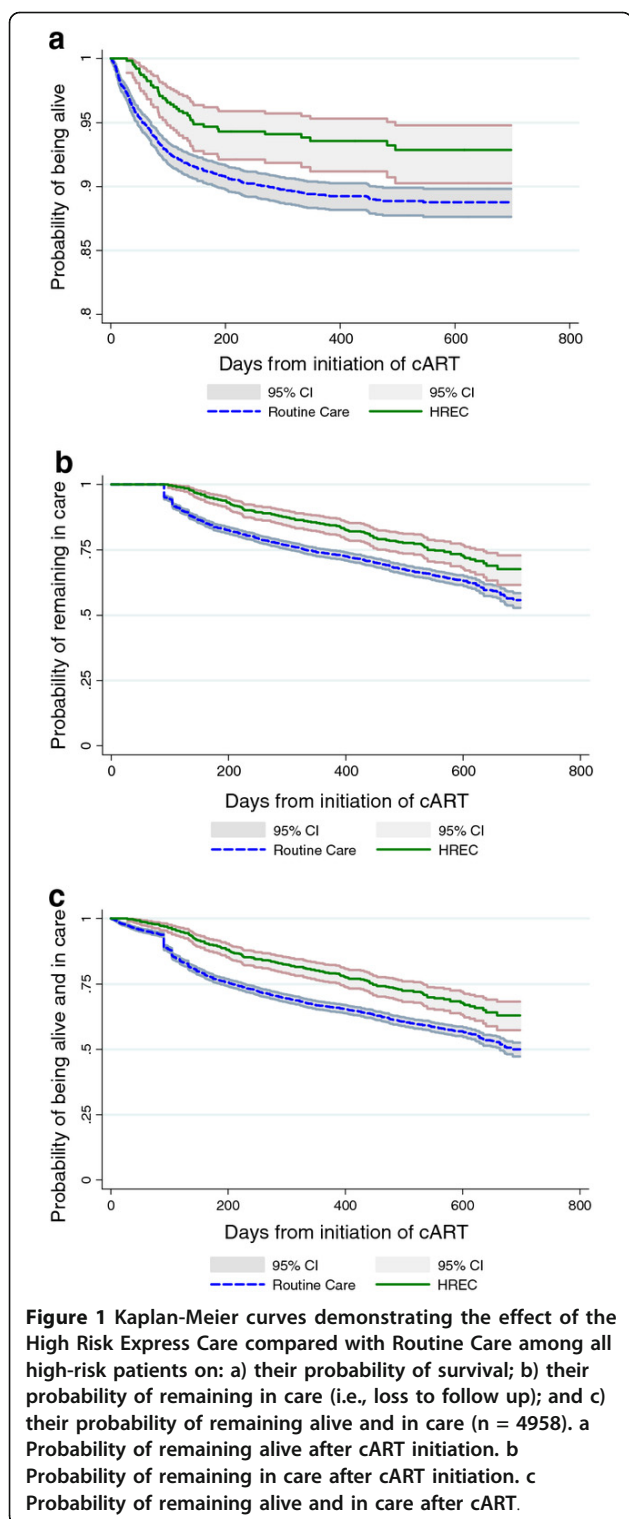 a
Probability of being alive
1
.95
.9
.85
.8
0 200 400 600 800
Days from initiation of cART
95% CI 95% CI
Routine Care HREC
b
Probability of remaining in care
1
.75
.5
.25
0
0 200 400 600 800
Days from initiation of cART
95% CI 95% CI
Routine Care HREC
c
Probability of being alive and in care
1
.75
.5
.25
0
0 200 400 600 800
Days from initiation of cART
95% CI 95% CI
Routine Care HREC
Figure 1 Kaplan-Meier curves demonstrating the effect of the
High Risk Express Care compared with Routine Care among all
high-risk patients on: a) their probability of survival; b) their
probability of remaining in care (i.e., loss to follow up); and c)
their probability of remaining alive and in care (n = 4958). a
Probability of remaining alive after cART initiation. b
Probability of remaining in care after cART initiation. c
Probability of remaining alive and in care after cART.